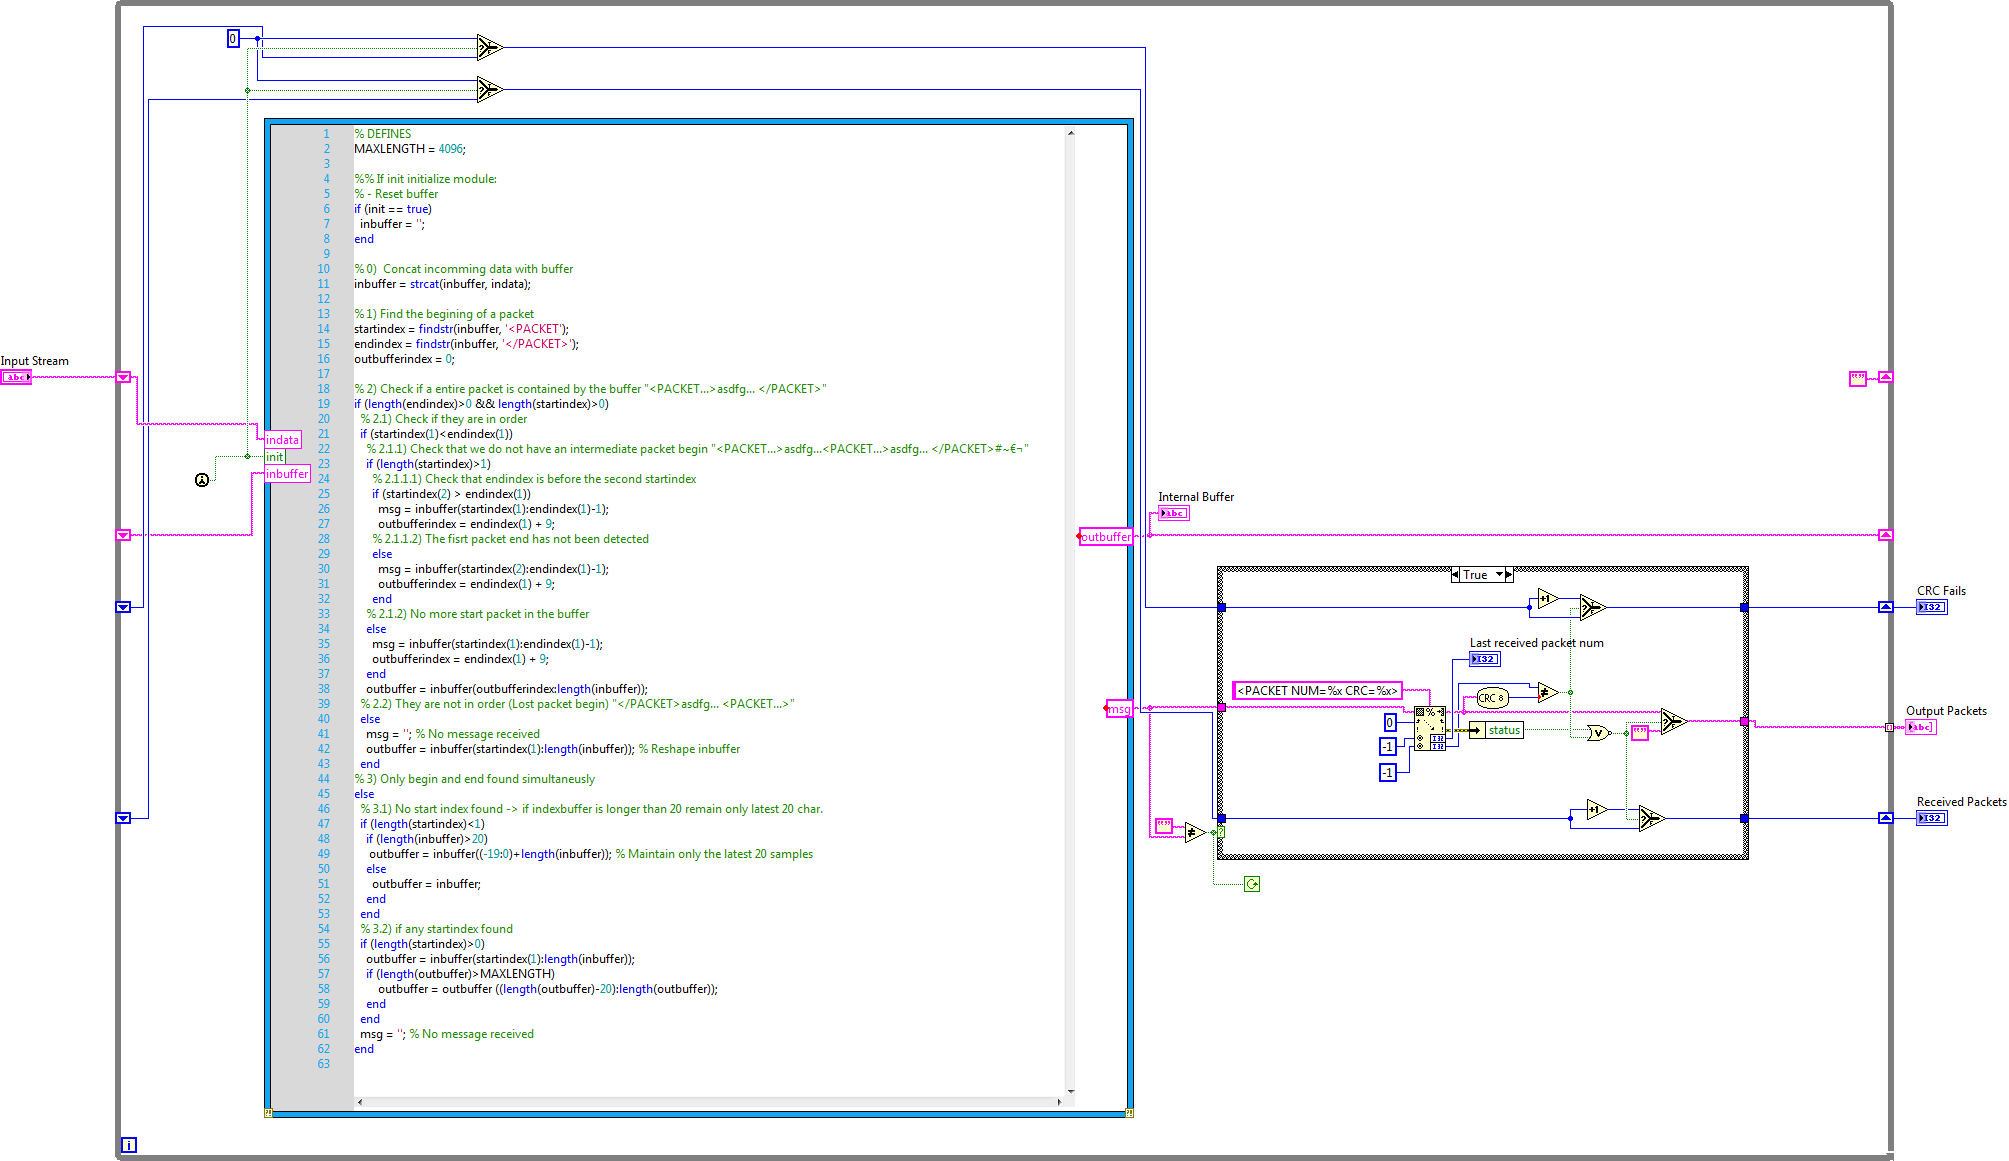 0
1 % DEFINES
2 MAXLENGTH = 4096;
3
4 %% If init initialize module:
5 % - Reset buffer
6 if (init == true)
7 inbuffer = '';
8 end
9
10 % 0) Concat incomming data with buffer
11 inbuffer = strcat(inbuffer, indata);
12
13 % 1) Find the begining of a packet
14 startindex = findstr(inbuffer, '<PACKET');
15 endindex = findstr(inbuffer, '</PACKET>');
16 outbufferindex = 0;
17
18 % 2) Check if a entire packet is contained by the buffer "<PACKET...>asdfg... </PACKET>"
19 if (length(endindex)>0 && length(startindex)>0)
20 % 2.1) Check if they are in order
21 if (startindex(1)<endindex(1))
22 % 2.1.1) Check that we do not have an intermediate packet begin "<PACKET...>asdfg...<PACKET...>asdfg... </PACKET>#~€¬"
23 if (length(startindex)>1)
24 % 2.1.1.1) Check that endindex is before the second startindex
25 if (startindex(2) > endindex(1))
26 msg = inbuffer(startindex(1):endindex(1)-1);
27 outbufferindex = endindex(1) + 9;
28 % 2.1.1.2) The fisrt packet end has not been detected
29 else
30 msg = inbuffer(startindex(2):endindex(1)-1);
31 outbufferindex = endindex(1) + 9;
32 end
33 % 2.1.2) No more start packet in the buffer
34 else
35 msg = inbuffer(startindex(1):endindex(1)-1);
36 outbufferindex = endindex(1) + 9;
37 end
38 outbuffer = inbuffer(outbufferindex:length(inbuffer));
39 % 2.2) They are not in order (Lost packet begin) "</PACKET>asdfg... <PACKET...>"
40 else
41 msg = ''; % No message received
42 outbuffer = inbuffer(startindex(1):length(inbuffer)); % Reshape inbuffer
43 end
44 % 3) Only begin and end found simultaneusly
45 else
46 % 3.1) No start index found -> if indexbuffer is longer than 20 remain only latest 20 char.
47 if (length(startindex)<1)
48 if (length(inbuffer)>20)
49 outbuffer = inbuffer((-19:0)+length(inbuffer)); % Maintain only the latest 20 samples
50 else
51 outbuffer = inbuffer;
52 end
53 end
54 % 3.2) if any startindex found
55 if (length(startindex)>0)
56 outbuffer = inbuffer(startindex(1):length(inbuffer));
57 if (length(outbuffer)>MAXLENGTH)
58 outbuffer = outbuffer ((length(outbuffer)-20):length(outbuffer));
59 end
60 end
61 msg = ''; % No message received
62 end
63
Input Stream
abc
indata
init
inbuffer
outbuffer
msg
Internal Buffer
abc
True
+1
Last received packet num
I32
<PACKET NUM=%x CRC=%x>
CRC 8
0
-1
-1
I32
I32
status
V
+1
CRC Fails
I32
Output Packets
abc
Received Packets
I32
i